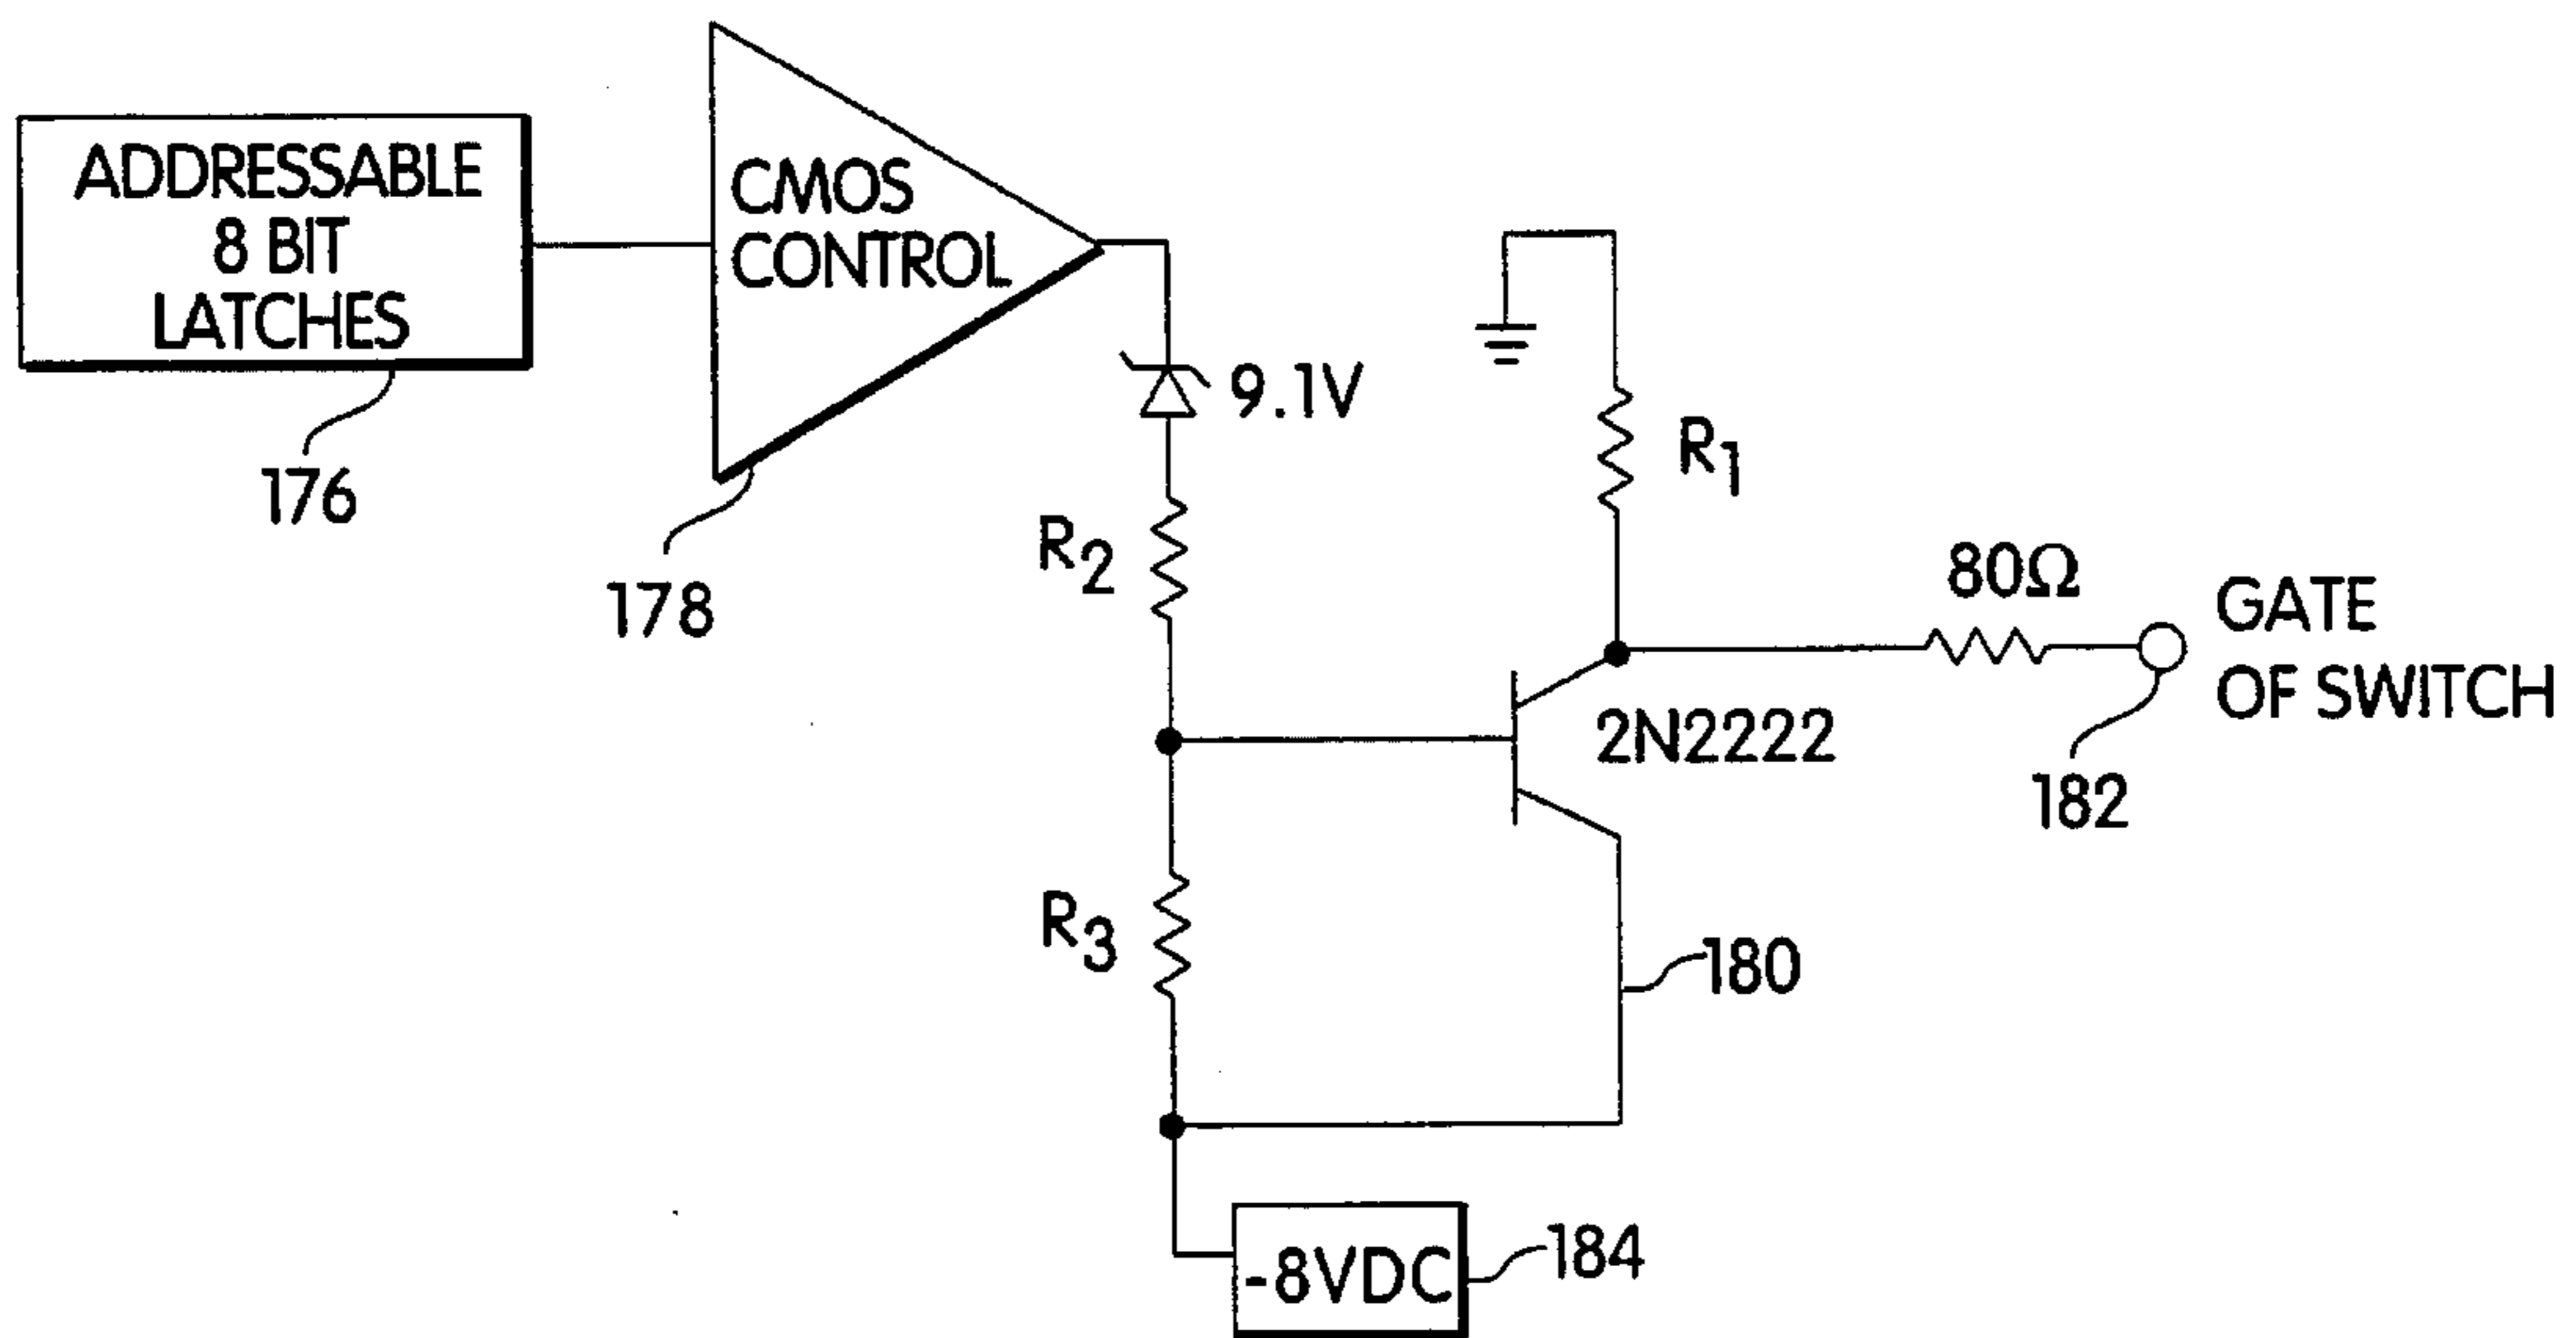 ADDRESSABLE
8 BIT
LATCHES
176
CMOS
CONTROL
178
9.1V
R1
R2
80Ω
GATE
OF SWITCH
182
2N2222
R3
180
-8VDC
184